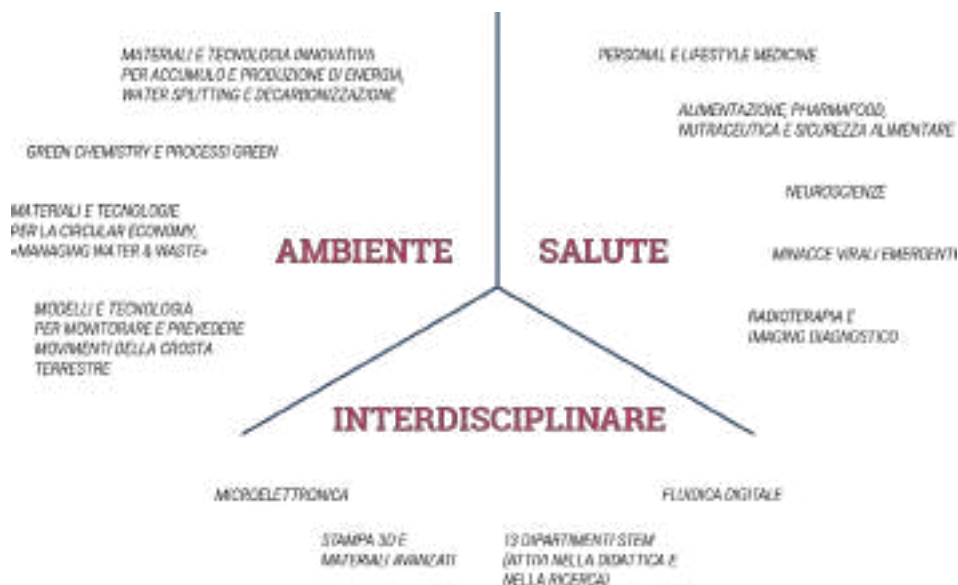 MATERIALI E TECNOLOGIA INNOVATIVA
PER ACCUMULO E PRODUZIONE DI ENERGIA,
WATER SPLITTING E DECARBONIZZAZIONE
GREEN CHEMISTRY E PROCESSI GREEN
MATERIALI E TECNOLOGIE
PER LA CIRCULAR ECONOMY,
«MANAGING WATER & WASTE»
MODELLI E TECNOLOGIA
PER MONITORARE E PREVEDERE
MOVIMENTI DELLA CROSTA
TERRESTRE
AMBIENTE
PERSONAL E LIFESTYLE MEDICINE
ALIMENTAZIONE, PHARMAFOOD,
NUTRACEUTICA E SICUREZZA ALIMENTARE
NEUROSCIENZE
MINACCE VIRALI EMERGENTI
RADIOTERAPIA E
IMAGING DIAGNOSTICO
SALUTE
INTERDISCIPLINARE
MICROELETTRONICA
STAMPA 3D E
MATERIALI AVANZATI
13 DIPARTIMENTI STEM
(ATTIVI NELLA DIDATTICA E
NELLA RICERCA)
FLUIDICA DIGITALE